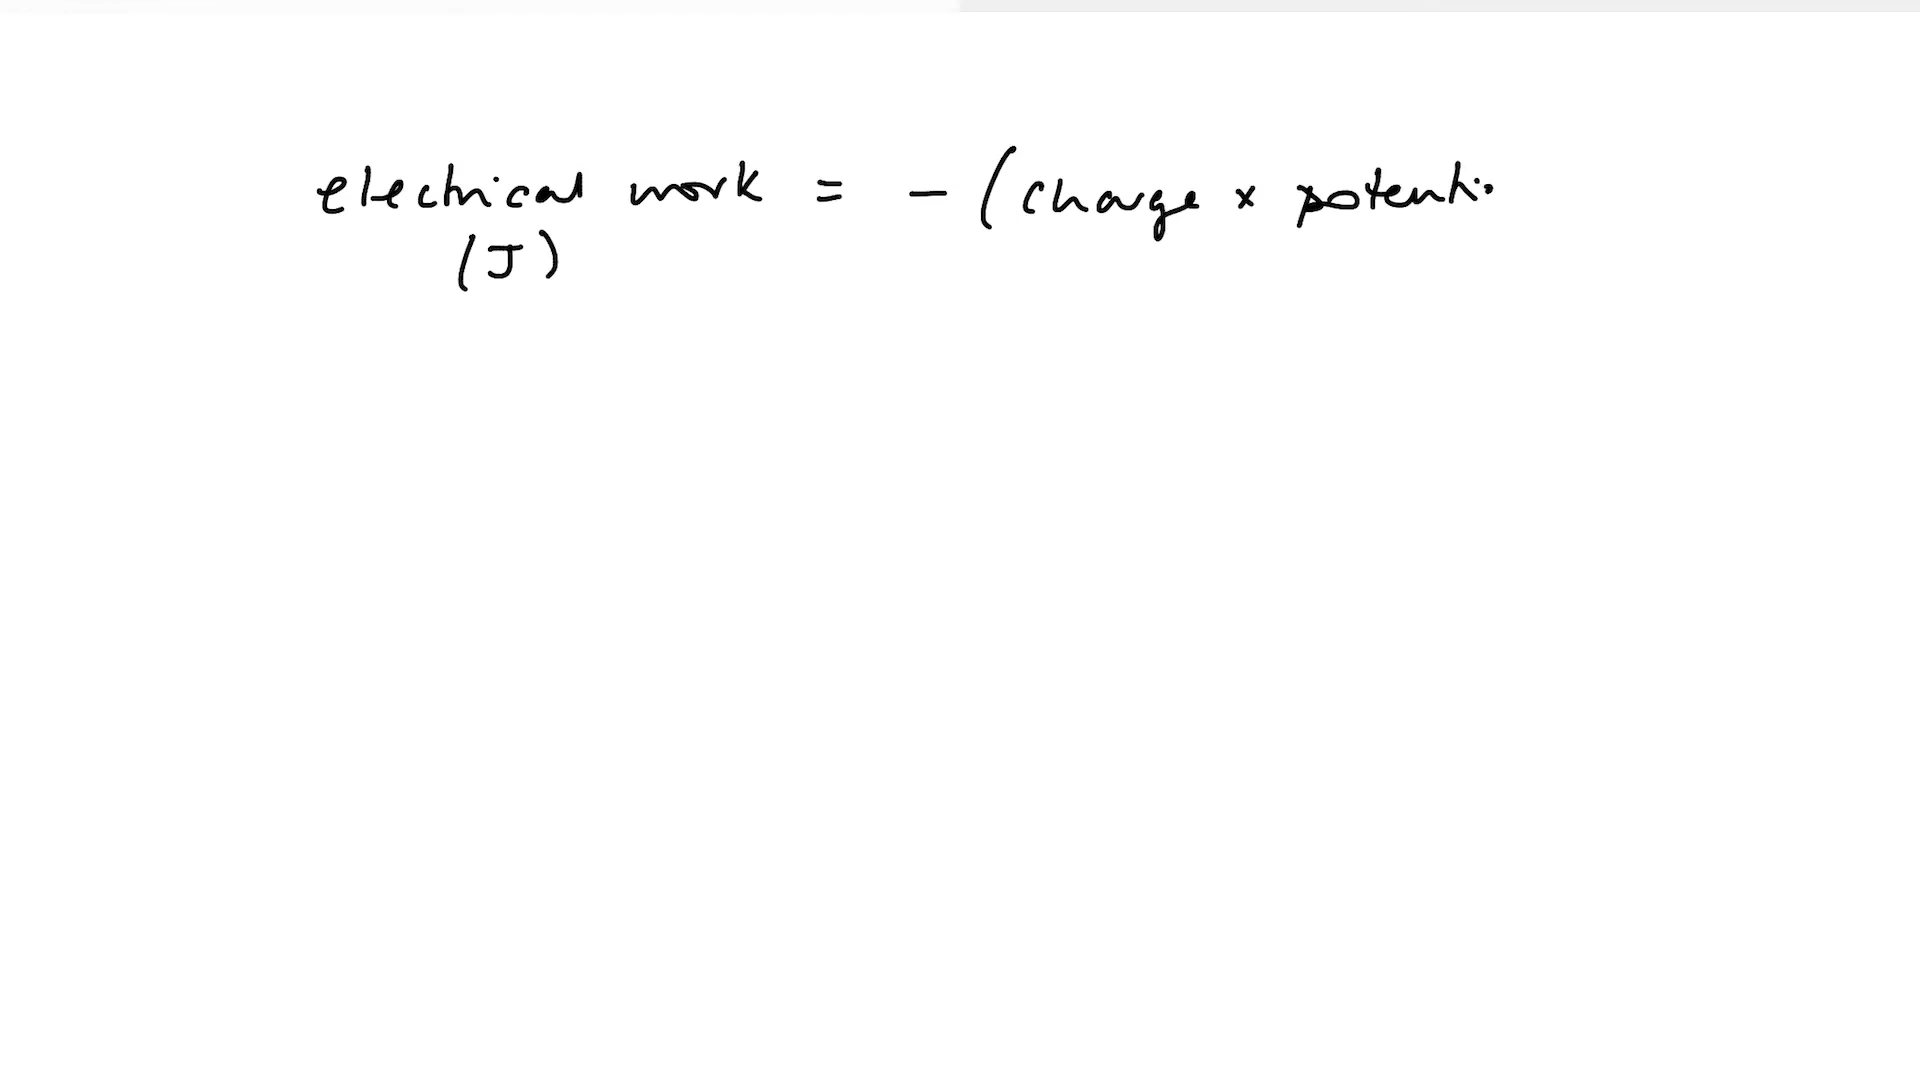 electrical work = - (charge x potenti
(J)